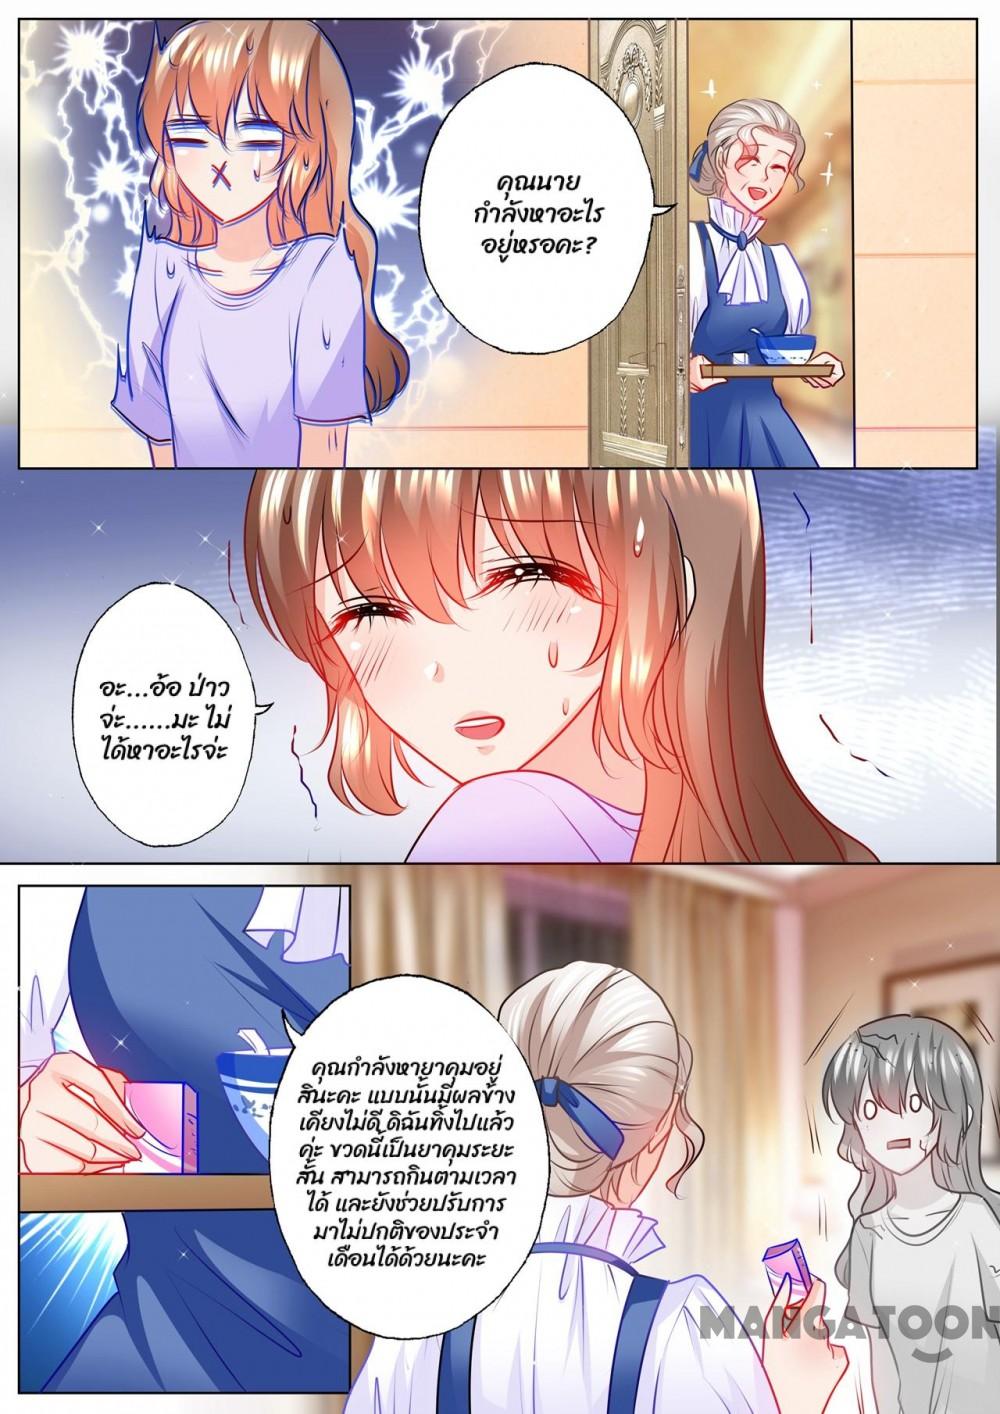 คุณนาย
กำลังหาอะไร
อยู่หรอคะ?
อะ...อ้อ ป่าว
จ่ะ......มะ ไม่
ได้หาอะไรจ่ะ
คุณกำลังหายาคุมอยู่
สินะคะ แบบนั้นมีผลข้าง
เคียงไม่ดี ดิฉันทิ้งไปแล้ว
ค่ะ ขวดนี้เป็นยาคุมระยะ
สั้น สามารถกินตามเวลา
ได้ และยังช่วยปรับการ
มาไม่ปกติของประจำ
เดือนได้ด้วยนะคะ
MANGATOON